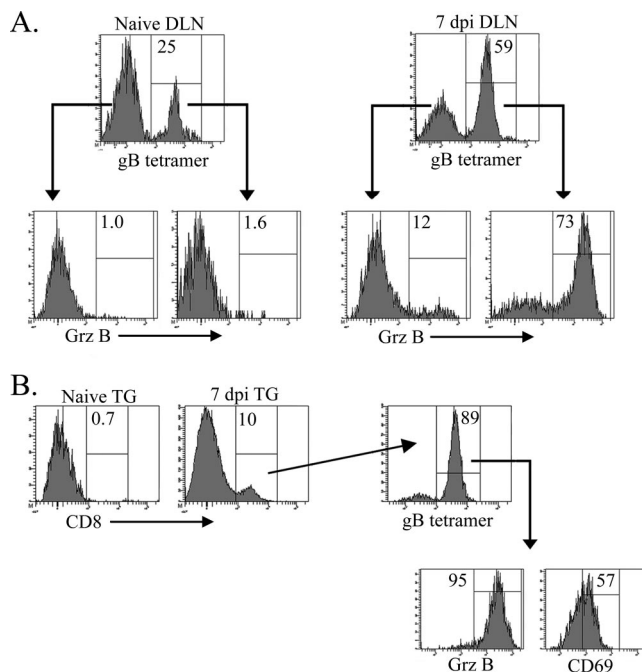 A.
Naive DLN
7 dpi DLN
25
59
gB tetramer
gB tetramer
1.0
1.6
12
73
Grz B
Grz B
B.
Naive TG
7 dpi TG
0.7
10
89
CD8
gB tetramer
95
57
Grz B
CD69